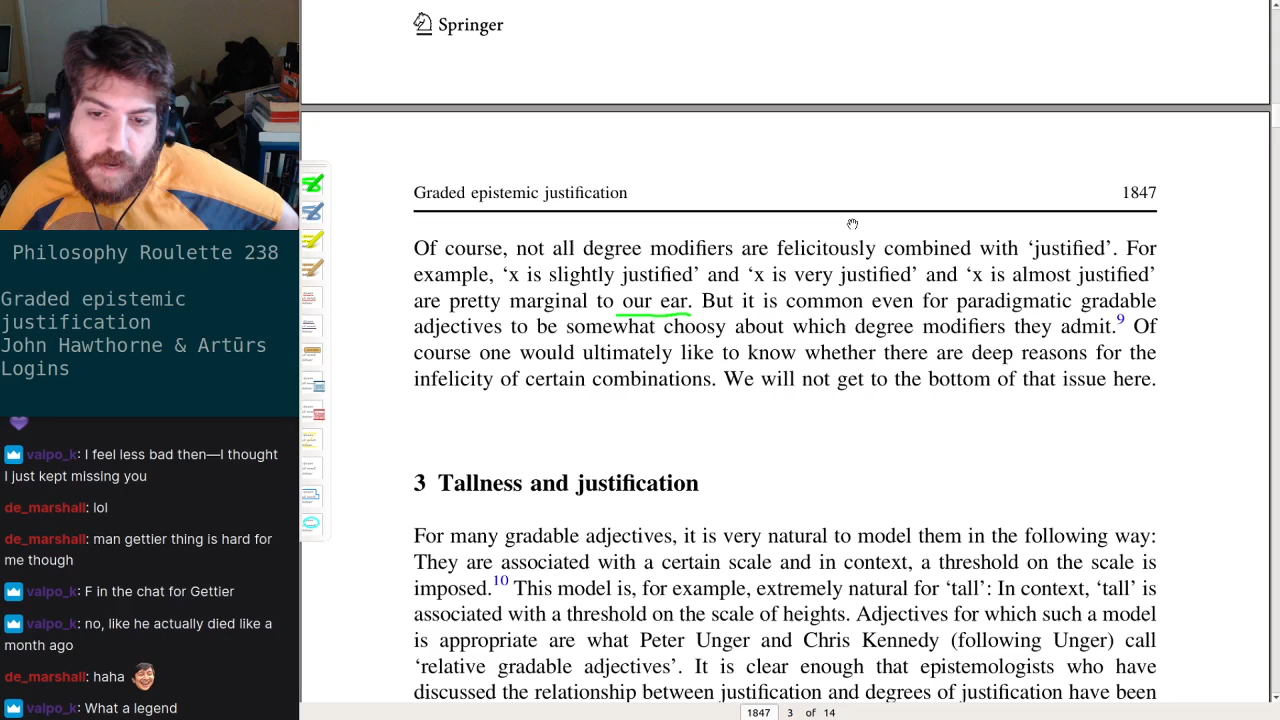 Springer
Graded epistemic justification 1847
Of course, not all degree modifiers are felicitously combined with ‘justified’. For
example, ‘x is slightly justified’ and ‘x is very justified’ and ‘x is almost justified’
are pretty marginal to our ear. But it is common even for paradigmatic gradable
adjectives to be somewhat choosy about which degree modifiers they admit.9 Of
course one would ultimately like to know whether there are deep reasons for the
infelicity of certain combinations. We will not get to the bottom of that issue here.
3 Tallness and justification
For many gradable adjectives, it is very natural to model them in the following way:
They are associated with a certain scale and in context, a threshold on the scale is
imposed.10 This model is, for example, extremely natural for ‘tall’: In context, ‘tall’ is
associated with a threshold on the scale of heights. Adjectives for which such a model
is appropriate are what Peter Unger and Chris Kennedy (following Unger) call
‘relative gradable adjectives’. It is clear enough that epistemologists who have
discussed the relationship between justification and degrees of justification have been
1847 3 of 14
Philosophy Roulette 238
Graded epistemic
justification
John Hawthorne & Artūrs
Logins
valpo_k: I feel less bad then—I thought
I just kept missing you
de_marshall: lol
de_marshall: man gettier thing is hard for
me though
valpo_k: F in the chat for Gettier
valpo_k: no, like he actually died like a
month ago
de_marshall: haha
valpo_k: What a legend